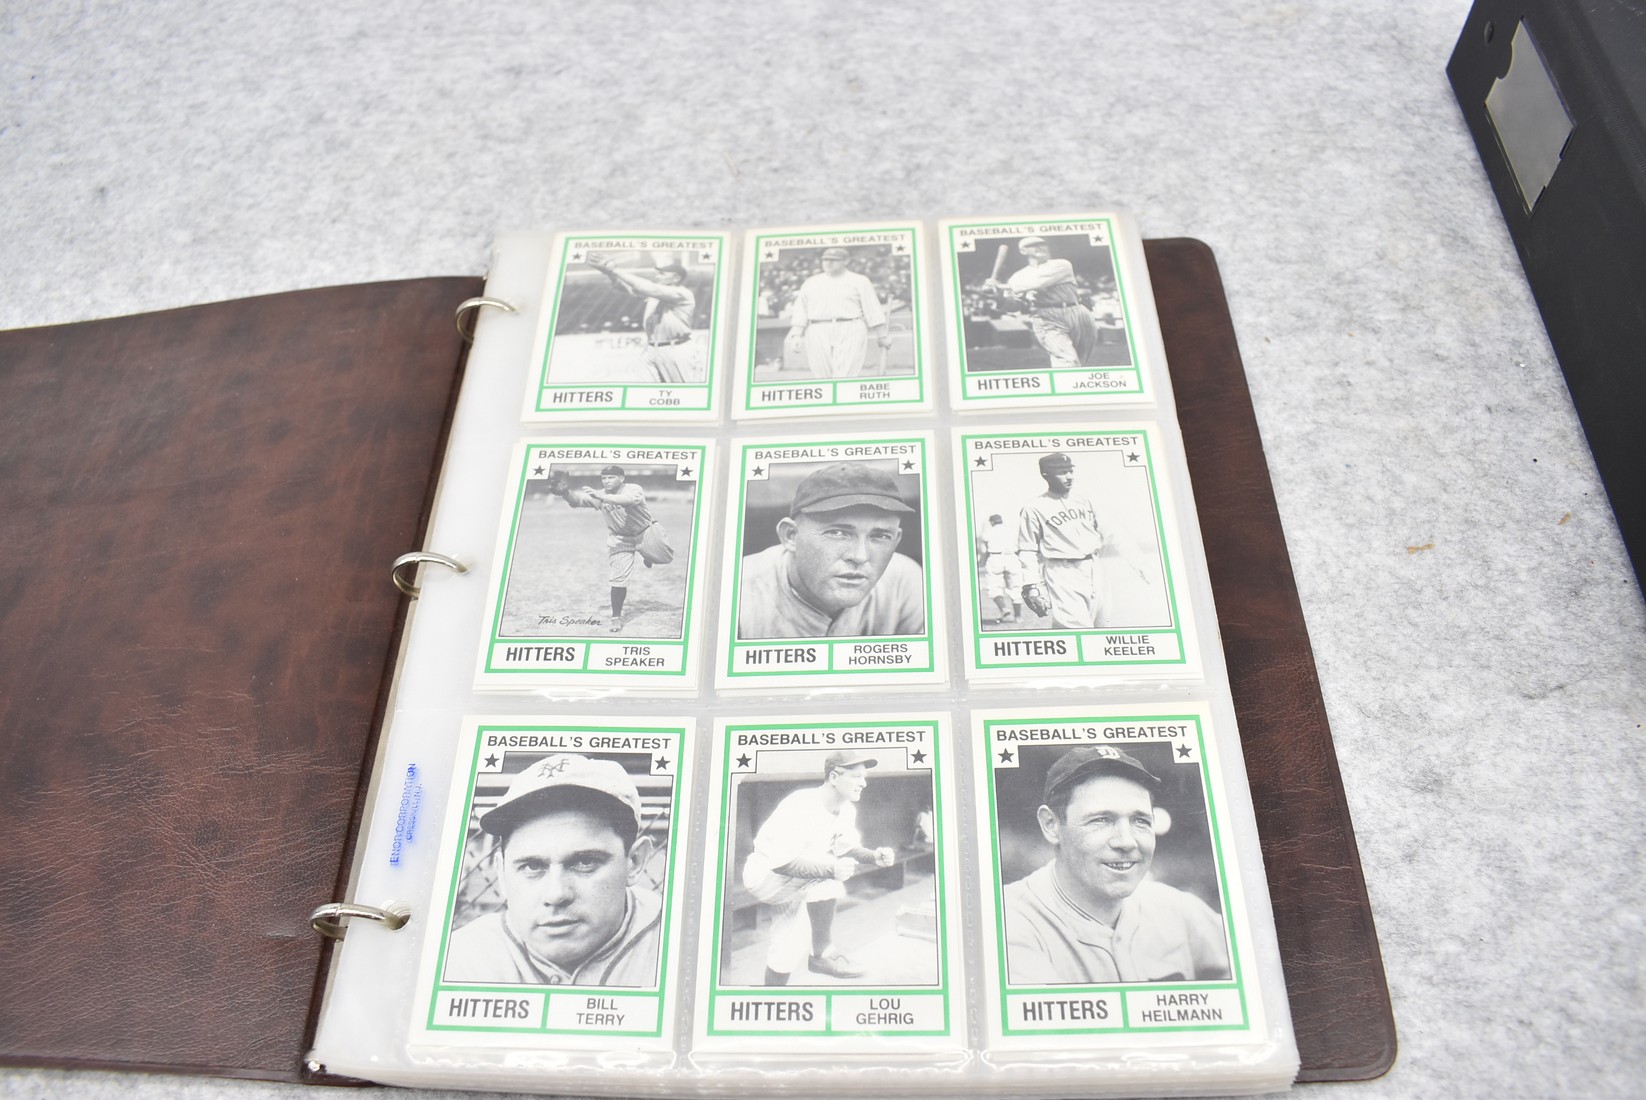 BASEBALL'S GREATEST
HITTERS
TY
COBB
BASEBALL'S GREATEST
HITTERS
BABE
RUTH
BASEBALL'S GREATEST
HITTERS
JOE
JACKSON
BASEBALL'S GREATEST
Tris Speaker
HITTERS
TRIS
SPEAKER
BASEBALL'S GREATEST
HITTERS
ROGERS
HORNSBY
BASEBALL'S GREATEST
TORONT
HITTERS
WILLIE
KEELER
BASEBALL'S GREATEST
HITTERS
BILL
TERRY
BASEBALL'S GREATEST
HITTERS
LOU
GEHRIG
BASEBALL'S GREATEST
D
HITTERS
HARRY
HEILMANN
CORPORATION